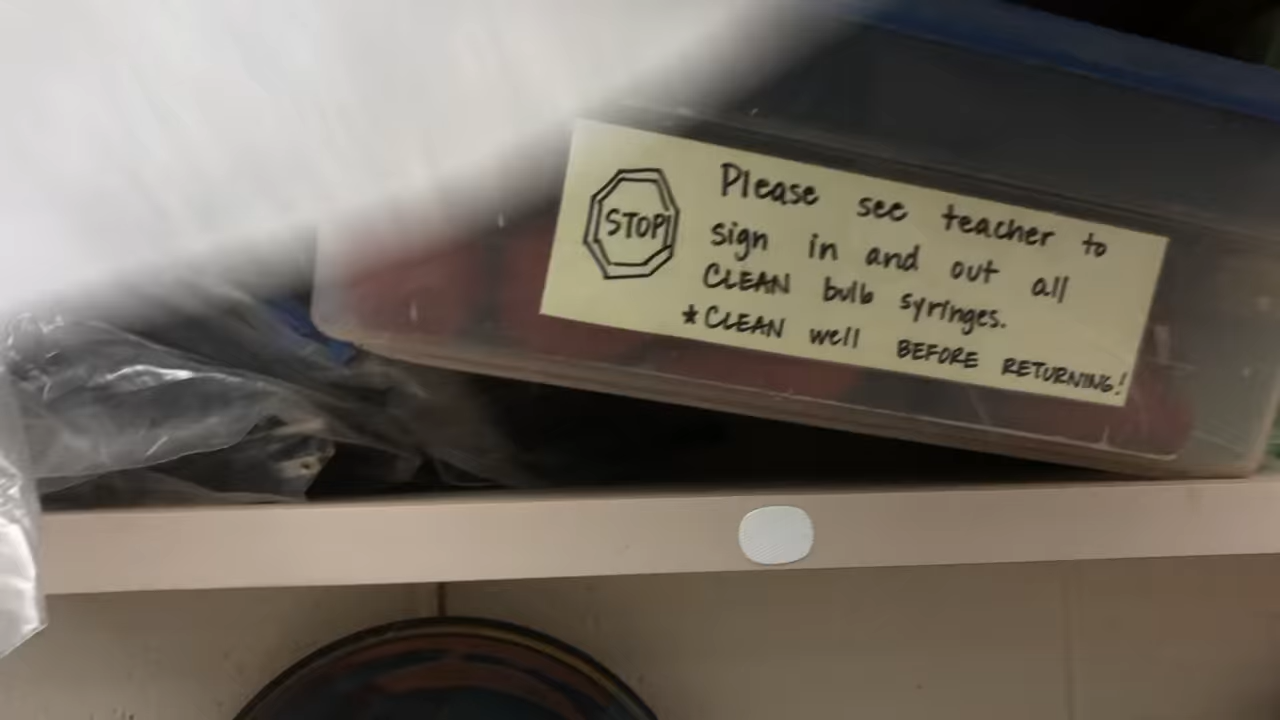 STOP!
Please see teacher to
sign in and out all
CLEAN bulb syringes.
*CLEAN well BEFORE RETURNING!